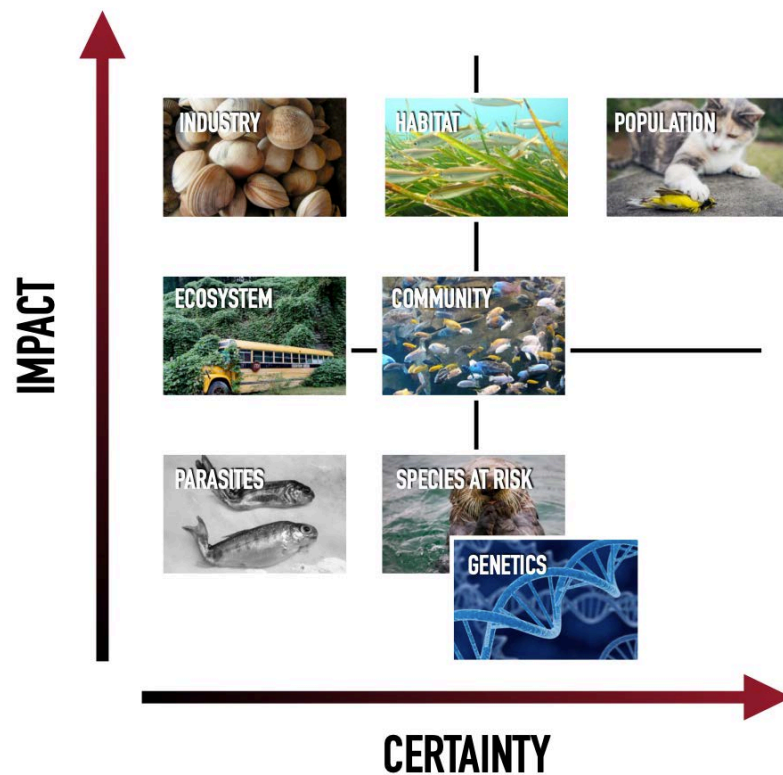 INDUSTRY
HABITAT
POPULATION
ECOSYSTEM
COMMUNITY
IMPACT
PARASITES
SPECIES AT RISK
GENETICS
CERTAINTY